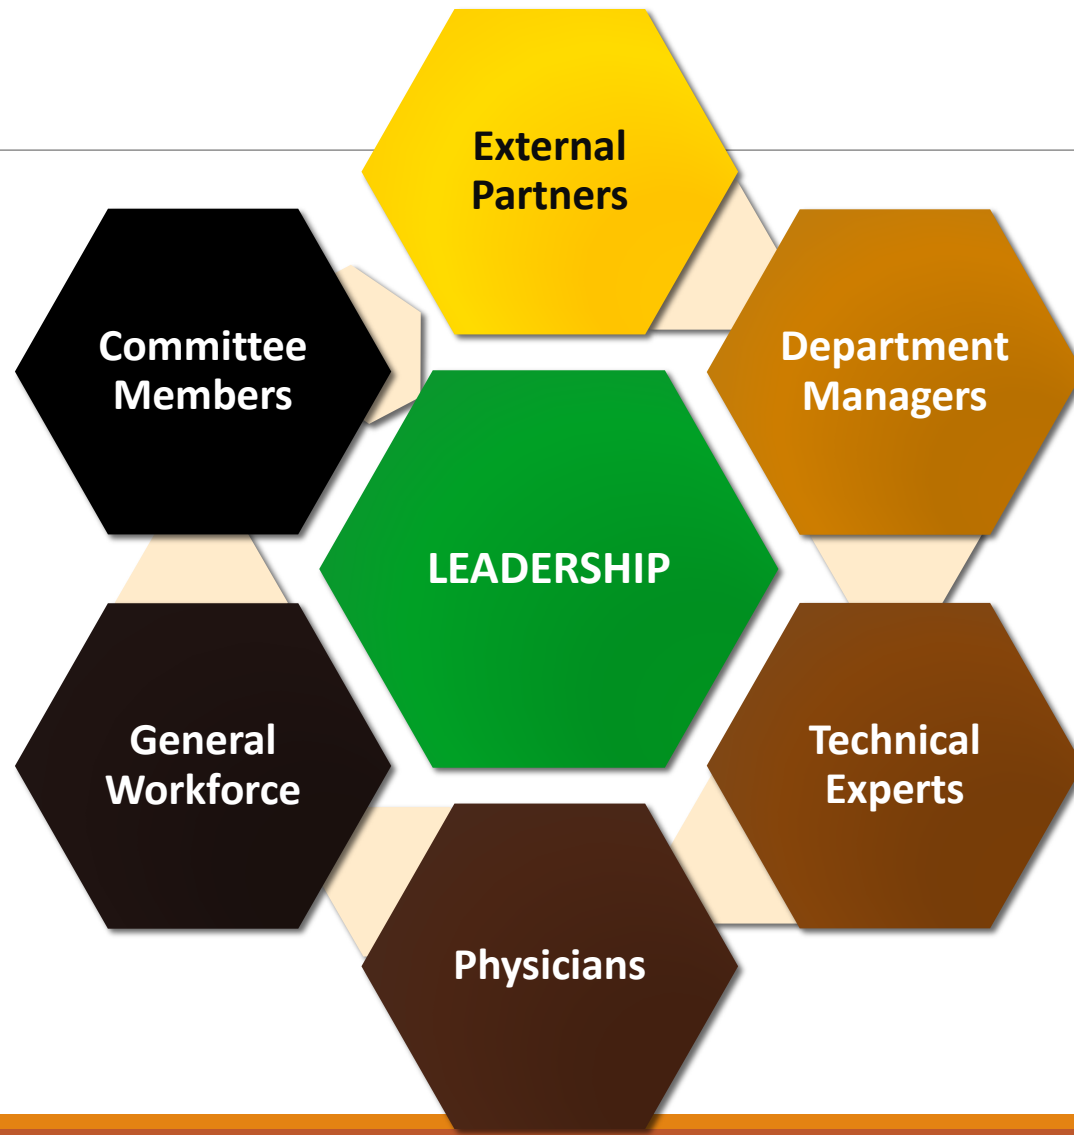 External
Partners
Committee
Members
Department
Managers
LEADERSHIP
General
Workforce
Technical
Experts
Physicians